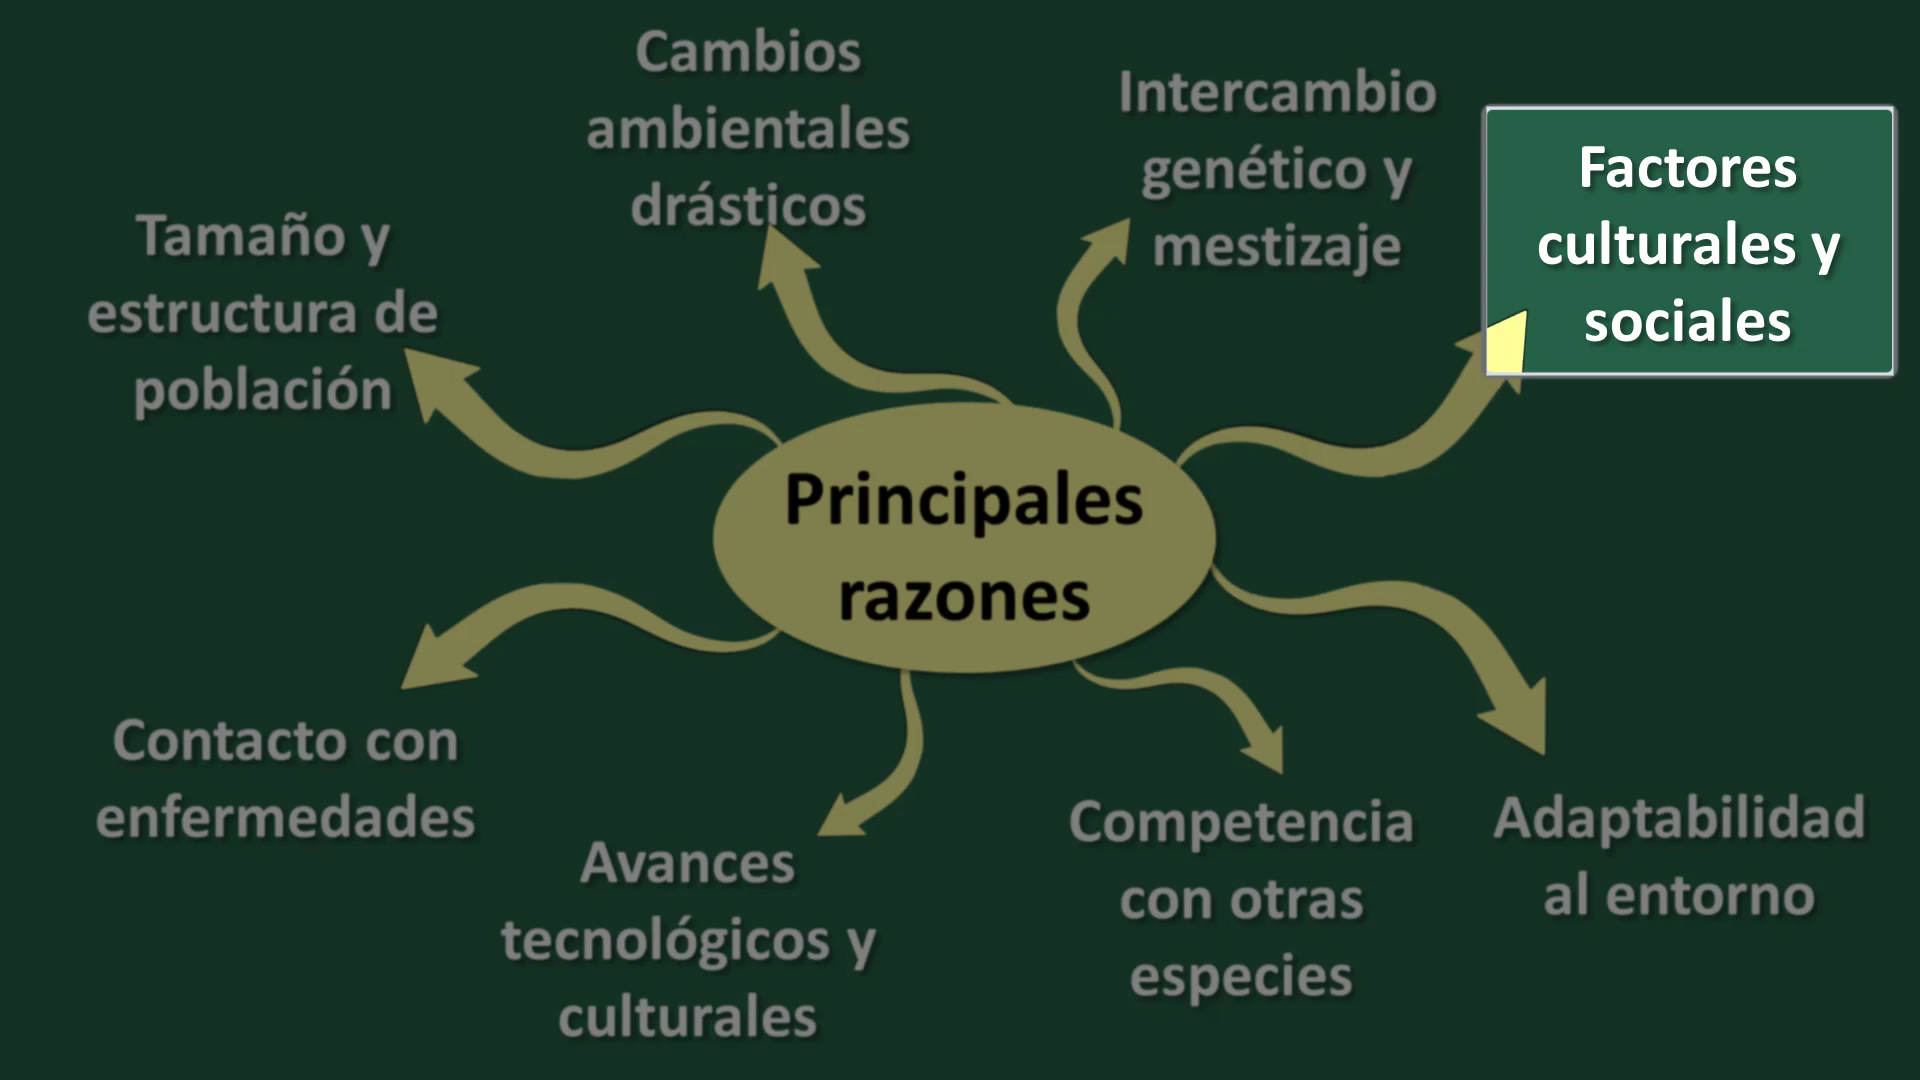 Cambios
ambientales
drásticos
Intercambio
genético y
mestizaje
Factores
culturales y
sociales
Tamaño y
estructura de
población
Principales
razones
Contacto con
enfermedades
Avances
tecnológicos y
culturales
Competencia
con otras
especies
Adaptabilidad
al entorno